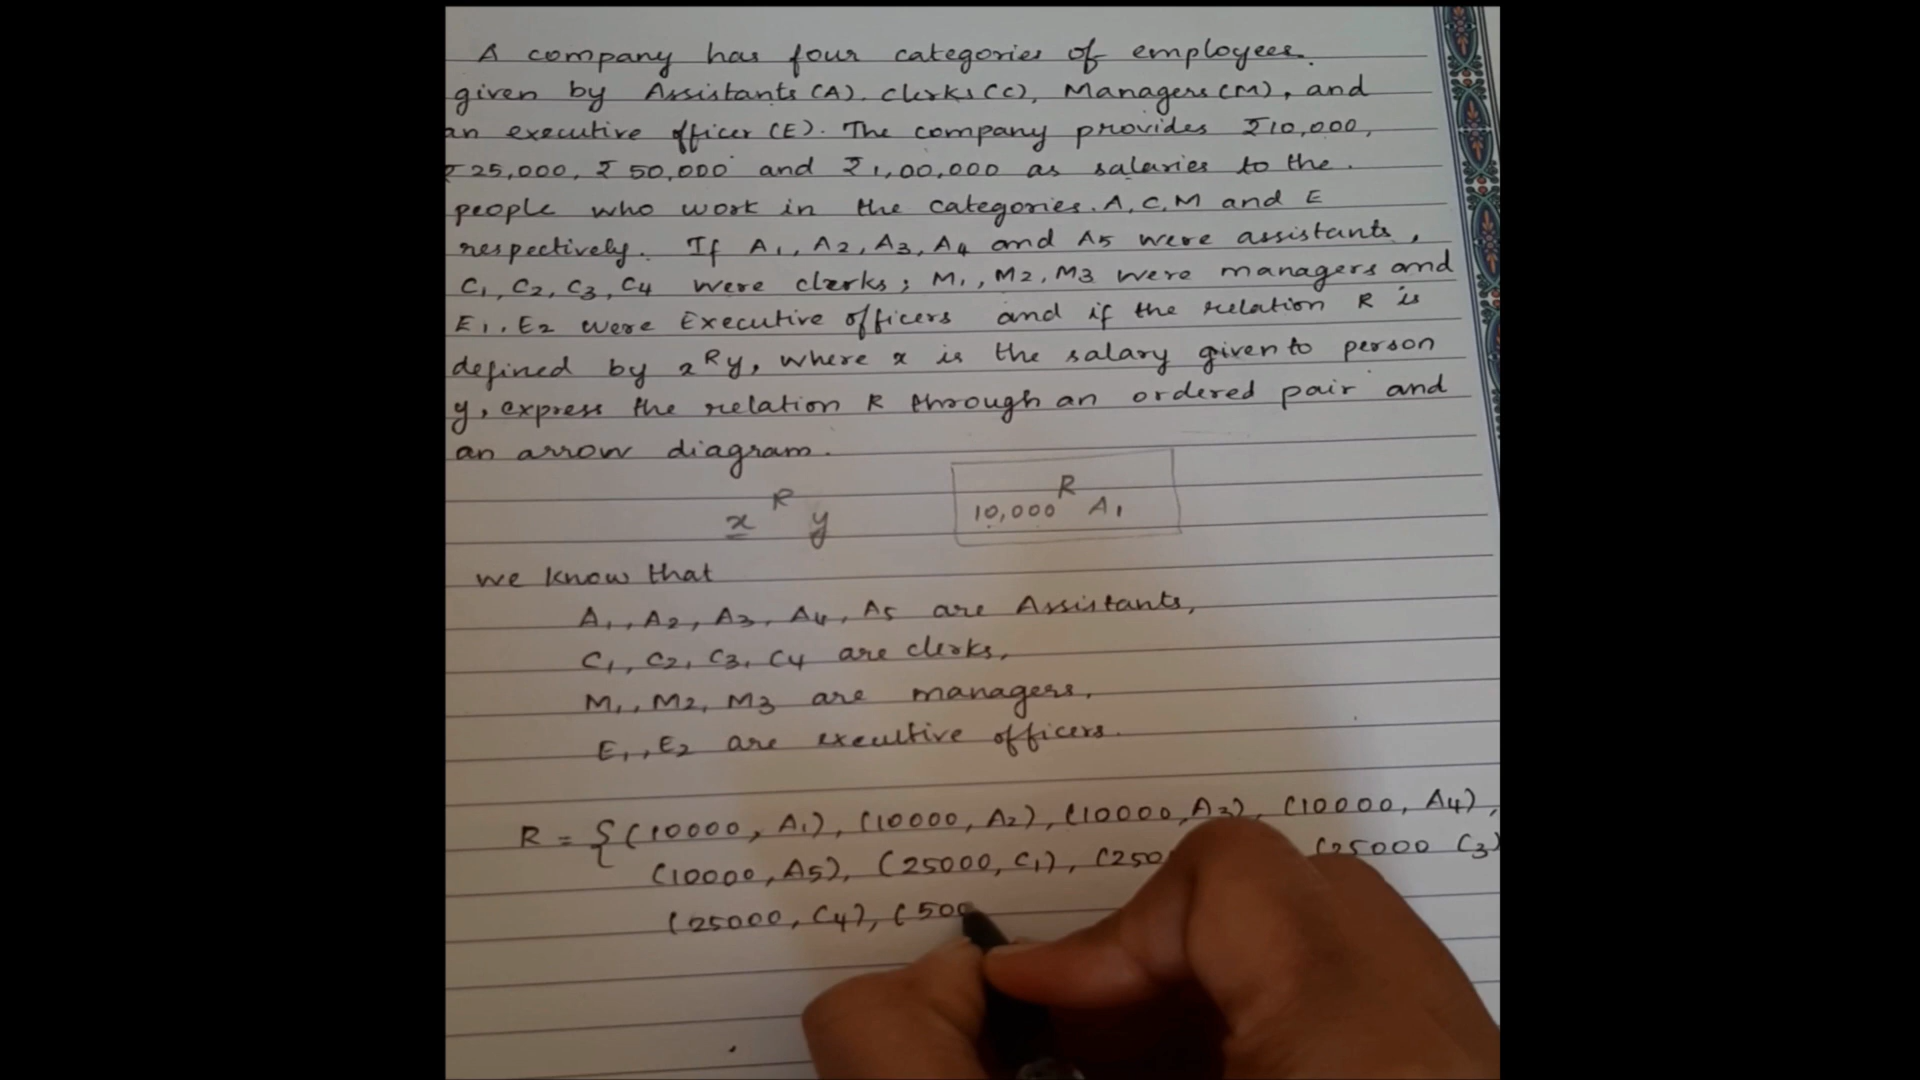 A company has four categories of employees.
given by Assistants (A), clerks (C), Managers (M), and
an executive officer (E). The company provides ₹10,000,
₹25,000, ₹50,000 and ₹1,00,000 as salaries to the
people who work in the categories. A, C, M and E
respectively. If A1, A2, A3, A4 and A5 were assistants,
C1, C2, C3, C4 were clerks; M1, M2, M3 were managers and
E1, E2 were Executive officers and if the relation R is
defined by xRy, where x is the salary given to person
y, express the relation R through an ordered pair and
an arrow diagram.
x R y 10,000 R A1
we know that
A1, A2, A3, A4, A5 are Assistants,
C1, C2, C3, C4 are clerks,
M1, M2, M3 are managers,
E1, E2 are executive officers.
R = {(10000, A1), (10000, A2), (10000, A3), (10000, A4),
(10000, A5), (25000, C1), (250 (25000 C3)
(25000, C4), (500